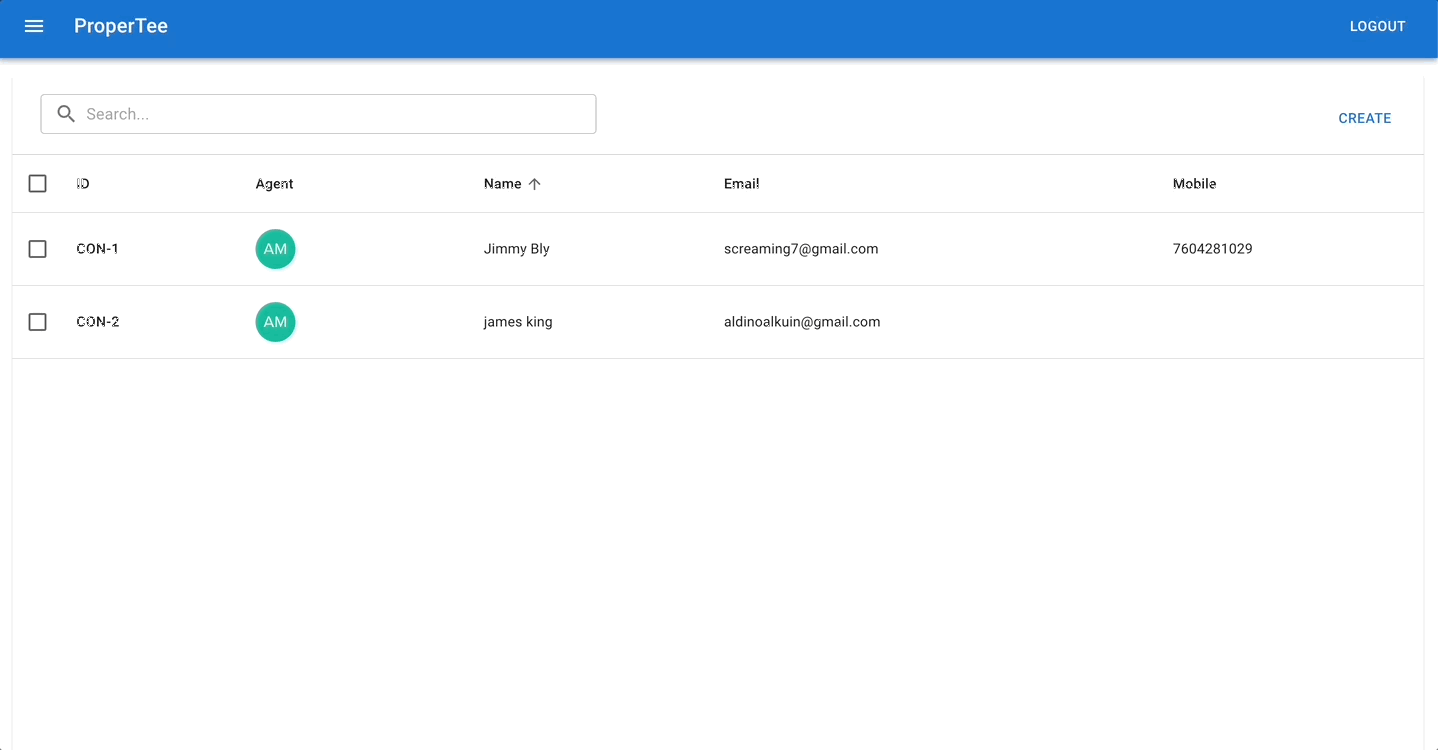 ProperTee LOGOUT
Search... CREATE
ID Agent Name Email Mobile
CON-1 AM Jimmy Bly screaming7@gmail.com 7604281029
CON-2 AM james king aldinoalkuin@gmail.com